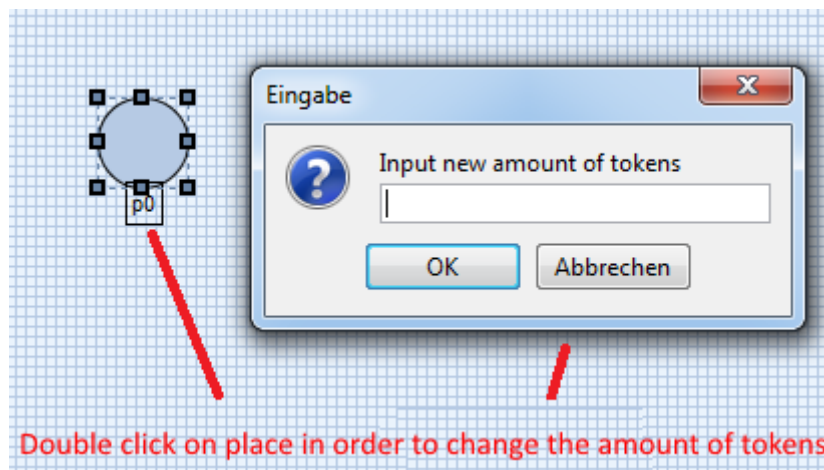 Eingabe
Input new amount of tokens
p0
OK
Abbrechen
Double click on place in order to change the amount of tokens